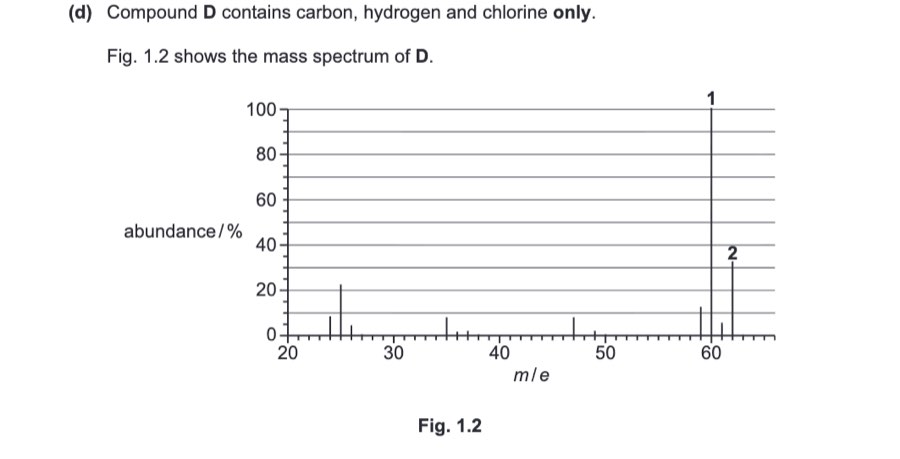 (d) Compound D contains carbon, hydrogen and chlorine only.
Fig. 1.2 shows the mass spectrum of D.
1
100
80
60
abundance / %
40
2
20
0
20 30 40 50 60
m / e
Fig. 1.2